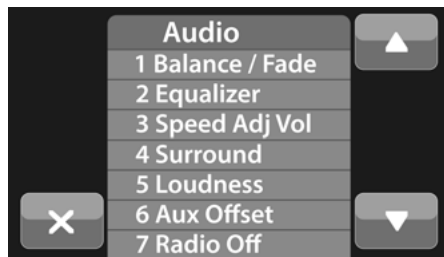 Audio
1 Balance / Fade
2 Equalizer
3 Speed Adj Vol
4 Surround
5 Loudness
6 Aux Offset
7 Radio Off